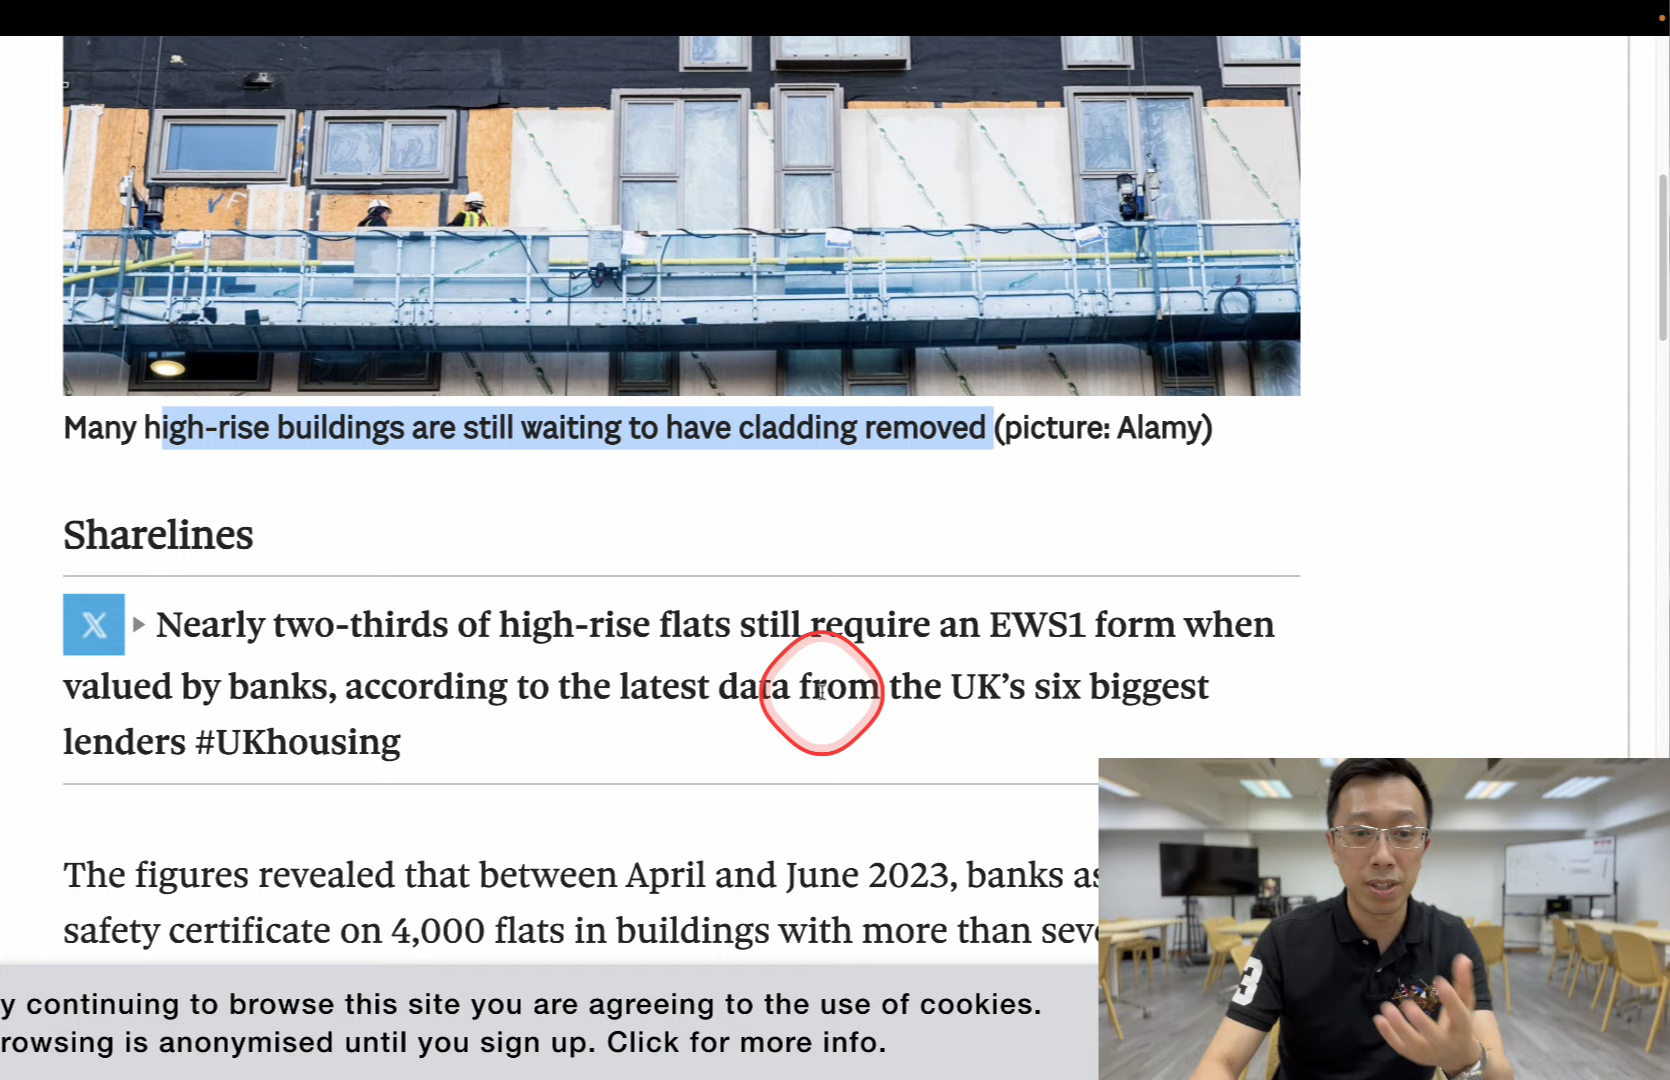 Many high-rise buildings are still waiting to have cladding removed (picture: Alamy)
Sharelines
Nearly two-thirds of high-rise flats still require an EWS1 form when
valued by banks, according to the latest data from the UK’s six biggest
lenders #UKhousing
The figures revealed that between April and June 2023, banks
safety certificate on 4,000 flats in buildings with more than
continuing to browse this site you are agreeing to the use of cookies.
is anonymised until you sign up. Click for more info.
3